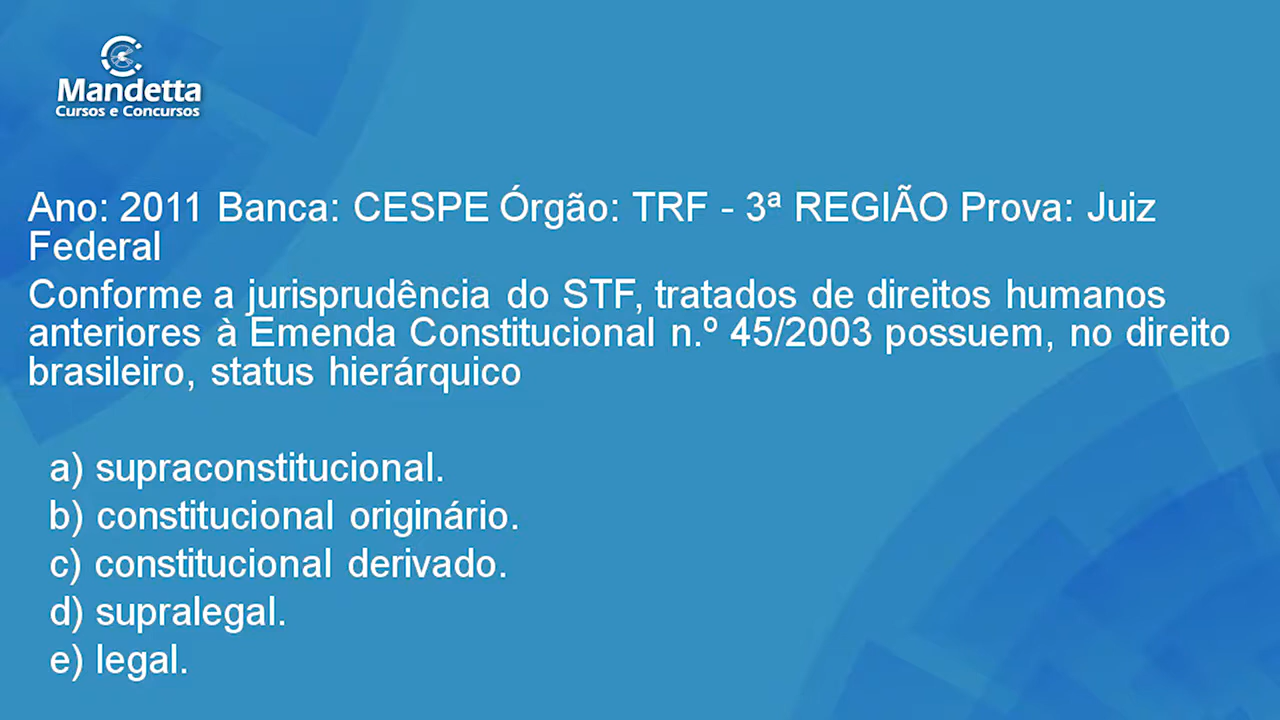 Mandetta
Cursos e Concursos
Ano: 2011 Banca: CESPE Órgão: TRF - 3ª REGIÃO Prova: Juiz
Federal
Conforme a jurisprudência do STF, tratados de direitos humanos
anteriores à Emenda Constitucional n.º 45/2003 possuem, no direito
brasileiro, status hierárquico
a) supraconstitucional.
b) constitucional originário.
c) constitucional derivado.
d) supralegal.
e) legal.